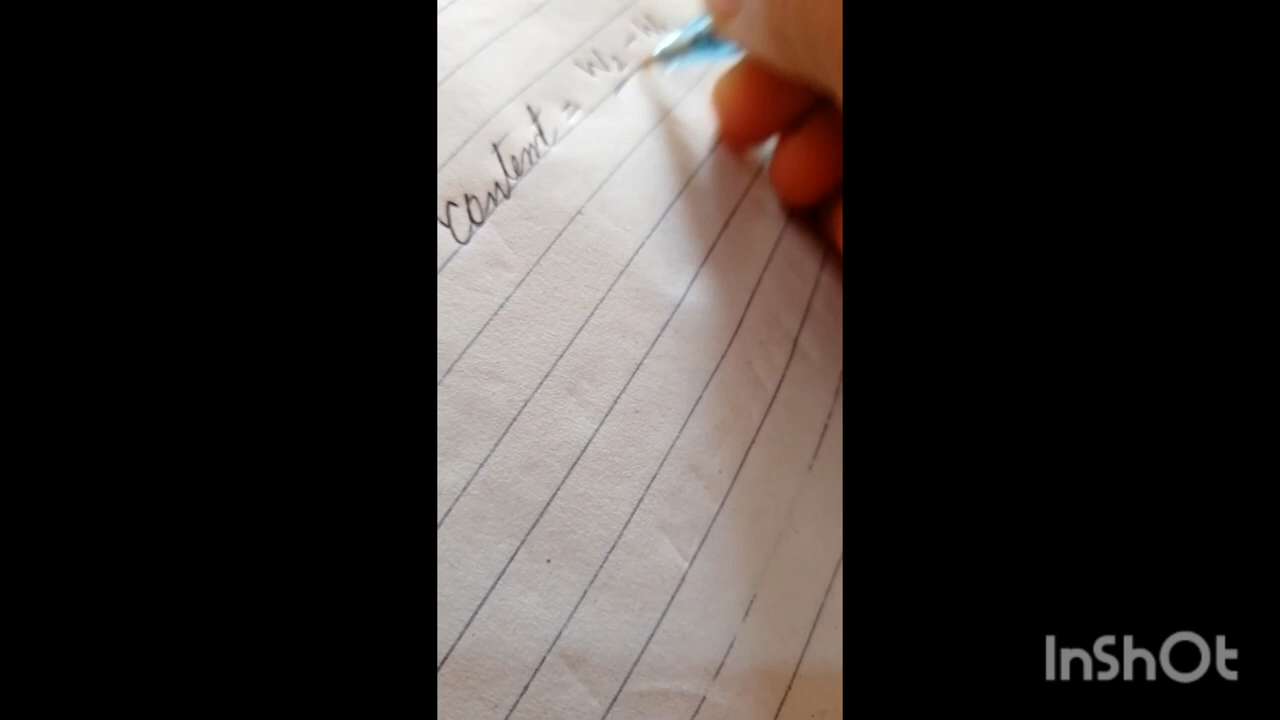 content = W₂-W
InShOt